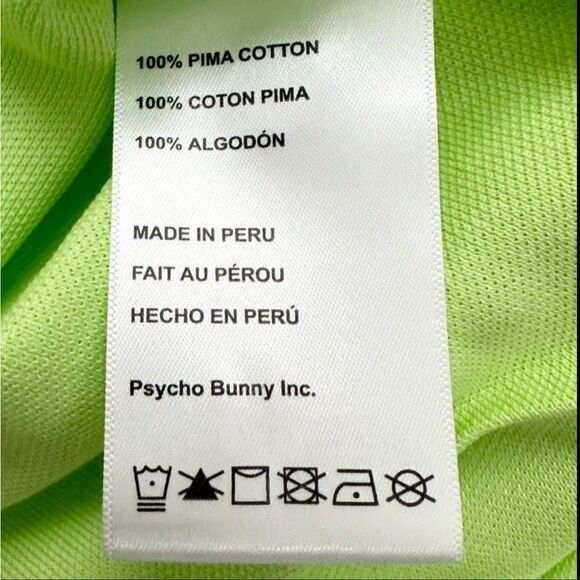 100% PIMA COTTON
100% COTON PIMA
100% ALGODÓN
MADE IN PERU
FAIT AU PÉROU
HECHO EN PERÚ
Psycho Bunny Inc.